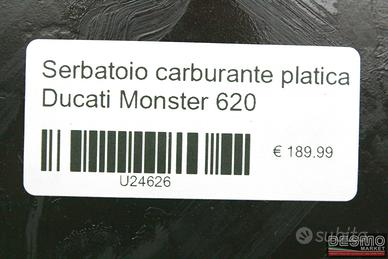 Serbatoio carburante platica
Ducati Monster 620
€ 189.99
U24626
subito
DESMO
MARKET